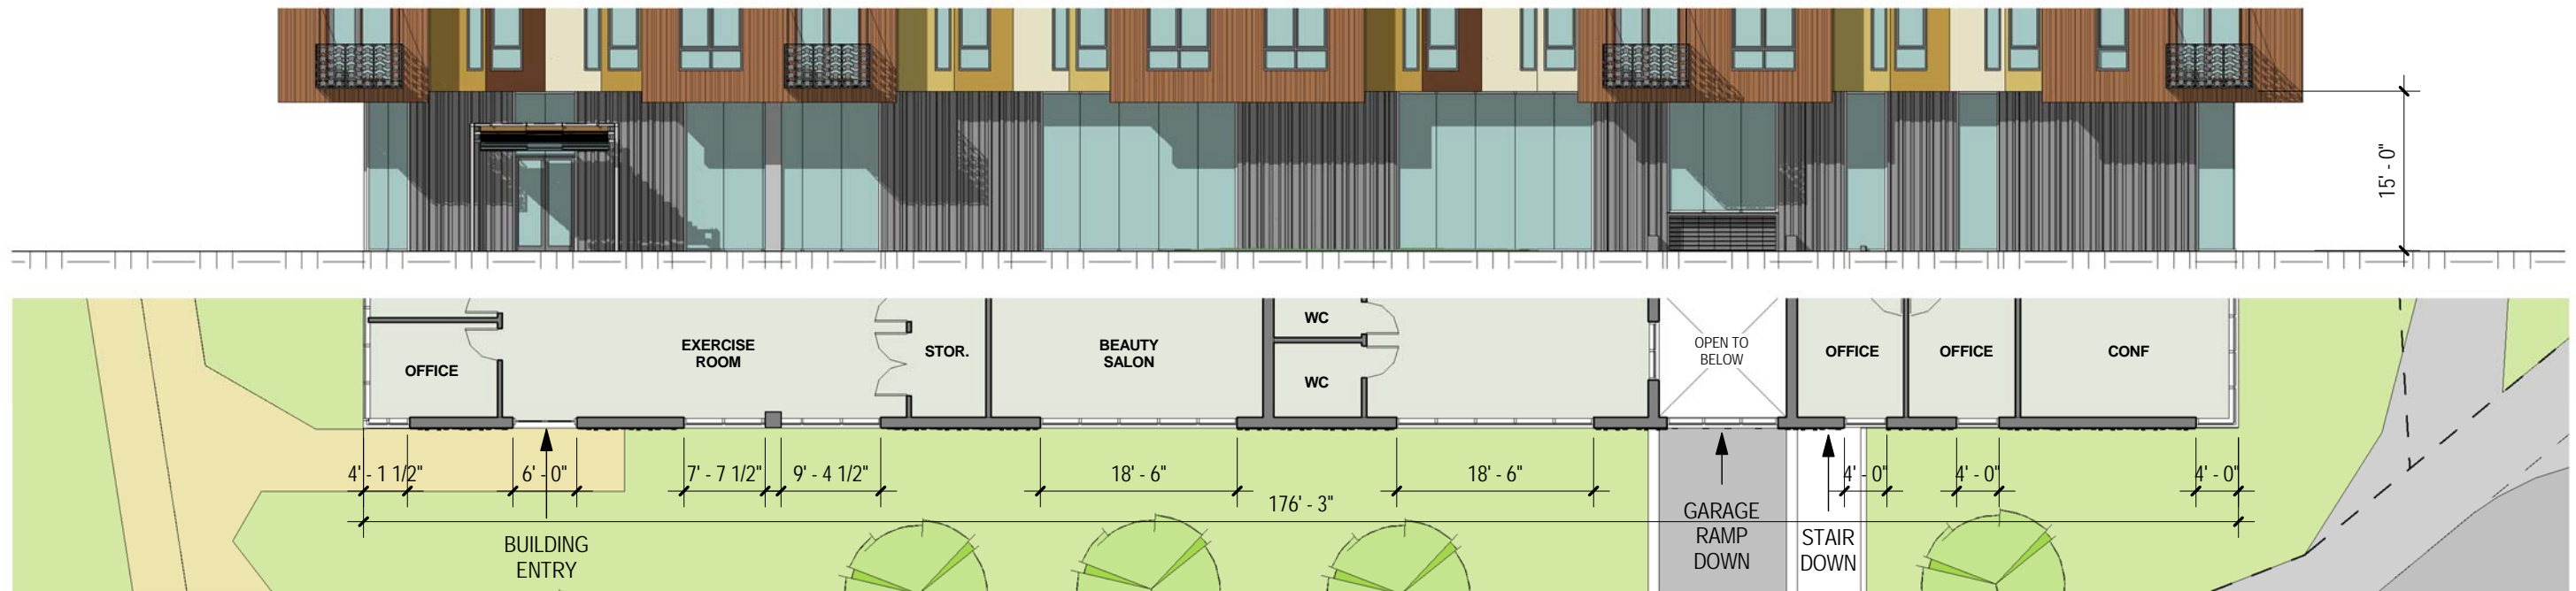 15' - 0"
WC
EXERCISE
ROOM
STOR.
BEAUTY
SALON
OPEN TO
BELOW
OFFICE
OFFICE
CONF
OFFICE
WC
4' - 1 1/2"
6' - 0"
7' - 7 1/2"
9' - 4 1/2"
18' - 6"
18' - 6"
4' - 0"
4' - 0"
4' - 0"
176' - 3"
BUILDING
ENTRY
GARAGE
RAMP
DOWN
STAIR
DOWN